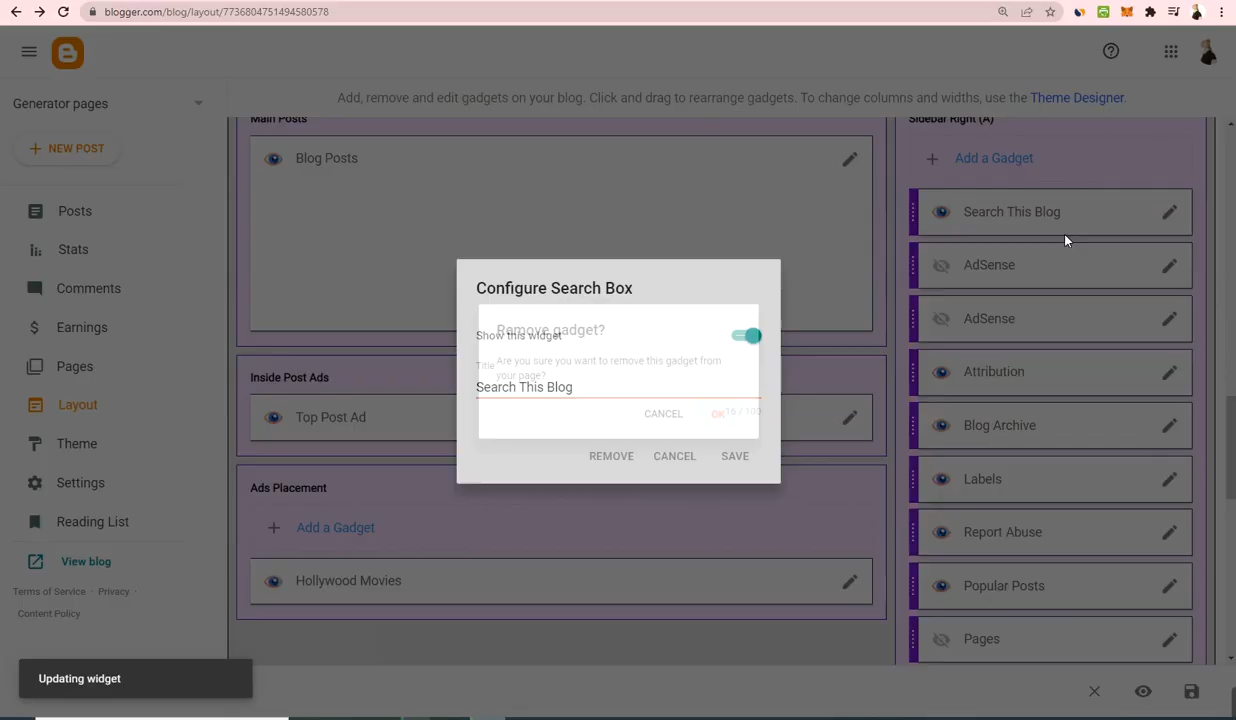 blogger.com/blog/layout/7736804751494580578
Generator pages
Add, remove and edit gadgets on your blog. Click and drag to rearrange gadgets. To change columns and widths, use the Theme Designer.
NEW POST
Posts
Stats
Comments
Earnings
Pages
Layout
Theme
Settings
Reading List
View blog
Terms of Service · Privacy ·
Content Policy
Main Posts
Blog Posts
Inside Post Ads
Top Post Ad
Ads Placement
Add a Gadget
Hollywood Movies
Sidebar Right (A)
Add a Gadget
Search This Blog
AdSense
AdSense
Attribution
Blog Archive
Labels
Report Abuse
Popular Posts
Pages
Configure Search Box
Remove gadget?
Show this widget
Are you sure you want to remove this gadget from
your page?
Title
Search This Blog
CANCEL OK
16 / 100
REMOVE CANCEL SAVE
Updating widget